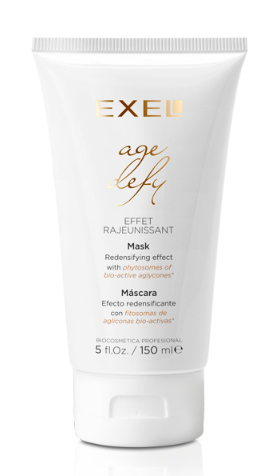 EXEL
age
defy
EFFET
RAJEUNISSANT
Mask
Redensifying effect
with phytosomes of
bio-active aglycones*
Máscara
Efecto redensificante
con fitosomas de
agliconas bio-activas*
BIOCOSMÉTICA PROFESIONAL
5 fl.Oz. / 150 ml ℮